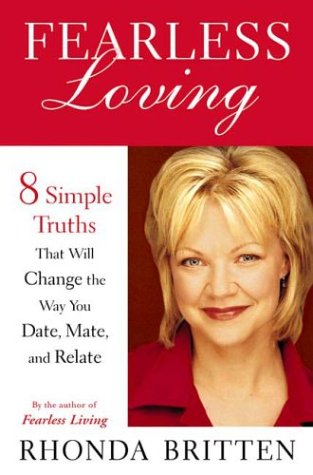 FEARLESS
Loving
8 Simple
Truths
That Will
Change the
Way You
Date, Mate,
and Relate
By the author of
Fearless Living
RHONDA BRITTEN